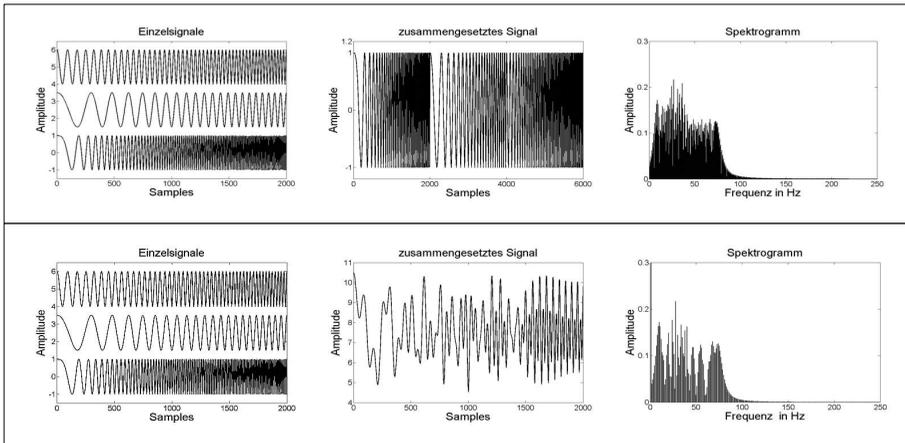 Einzelsignale
Amplitude
6
5
4
3
2
1
0
-1
0 500 1000 1500 2000
Samples
zusammengesetztes Signal
Amplitude
1.2
1
0
-1
0 2000 4000 6000
Samples
Spektrogramm
Amplitude
0.3
0.2
0.1
0
0 50 100 150 200 250
Frequenz in Hz
Einzelsignale
Amplitude
6
5
4
3
2
1
0
-1
0 500 1000 1500 2000
Samples
zusammengesetztes Signal
Amplitude
11
10
9
8
7
6
5
4
0 500 1000 1500 2000
Samples
Spektrogramm
Amplitude
0.3
0.2
0.1
0
0 50 100 150 200 250
Frequenz in Hz